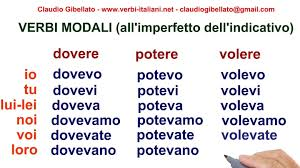 Claudio Gibellato - www.verbi-italiani.net - claudiogibellato@gmail.com
VERBI MODALI (all'imperfetto dell'indicativo)
dovere potere volere
io dovevo potevo volevo
tu dovevi potevi volevi
lui-lei doveva poteva voleva
noi dovevamo potevamo volevamo
voi dovevate potevate volevate
loro dovevano potevano